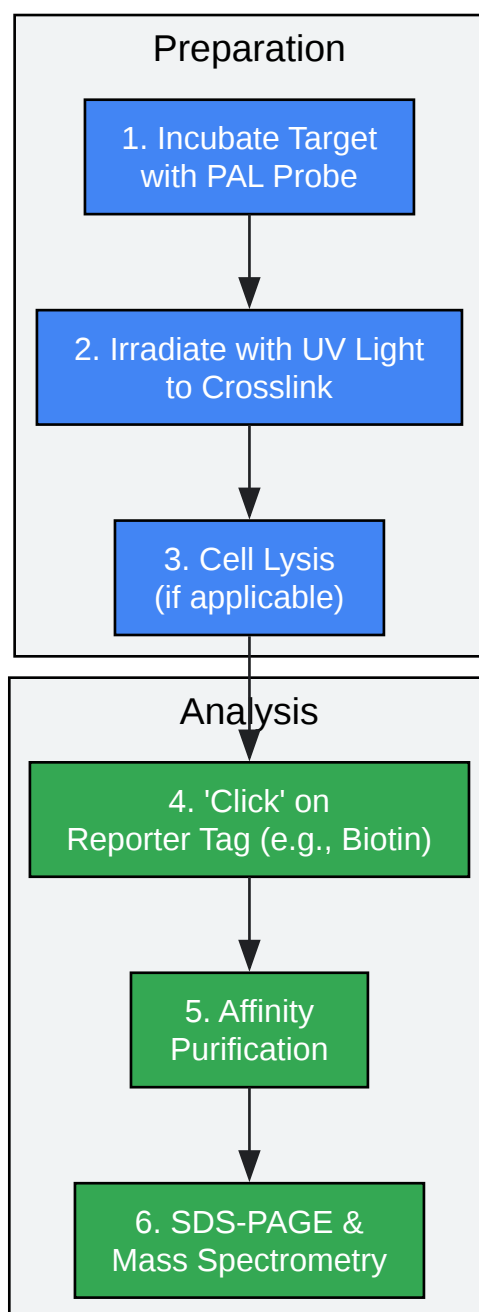 Preparation
1. Incubate Target
with PAL Probe
2. Irradiate with UV Light
to Crosslink
3. Cell Lysis
(if applicable)
Analysis
4. 'Click' on
Reporter Tag (e.g., Biotin)
5. Affinity
Purification
6. SDS-PAGE &
Mass Spectrometry